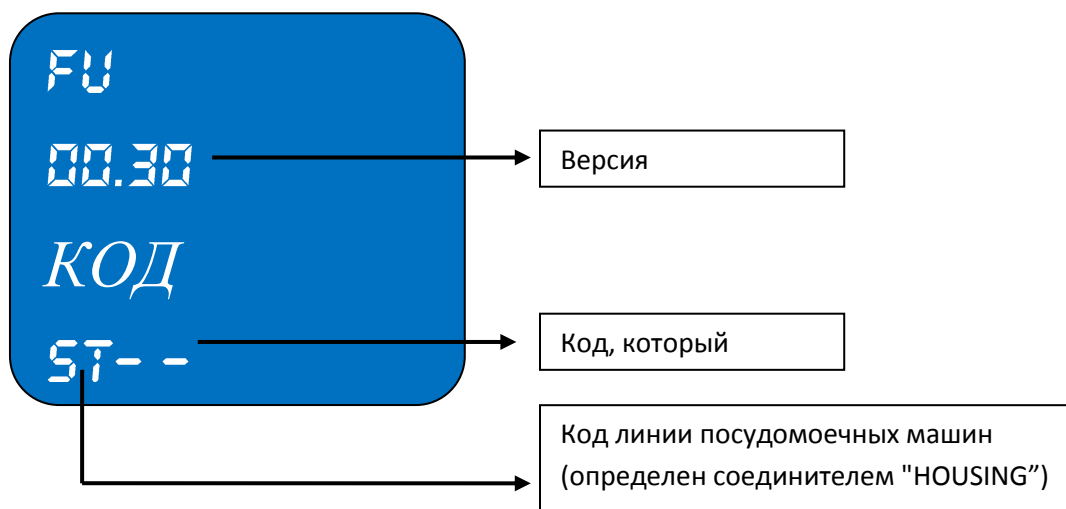 FU
00.30
Версия
КОД
Код, который
ST--
Код линии посудомоечных машин
(определен соединителем "HOUSING”)